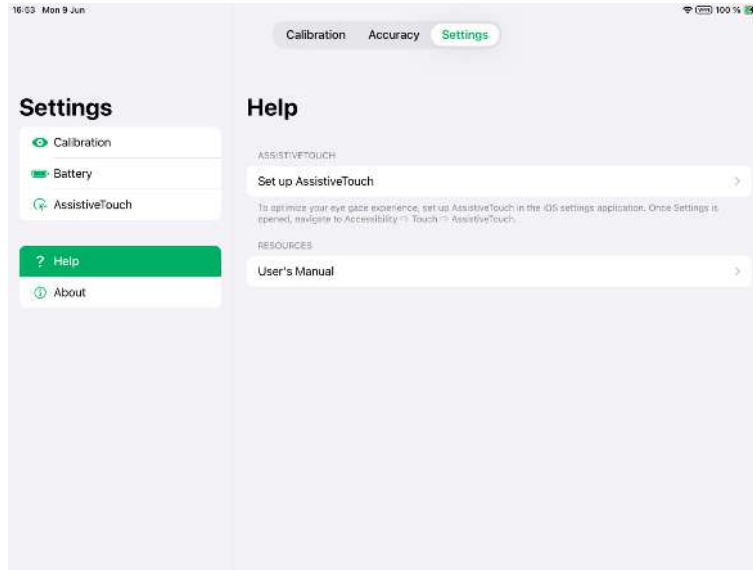 16:53 Mon 9 Jun
VPN 100 %
Calibration Accuracy Settings
Settings
Calibration
Battery
AssistiveTouch
? Help
About
Help
ASSISTIVETOUCH
Set up AssistiveTouch
To optimize your eye gaze experience, set up AssistiveTouch in the iOS settings application. Once Settings is
opened, navigate to Accessibility => Touch => AssistiveTouch.
RESOURCES
User's Manual